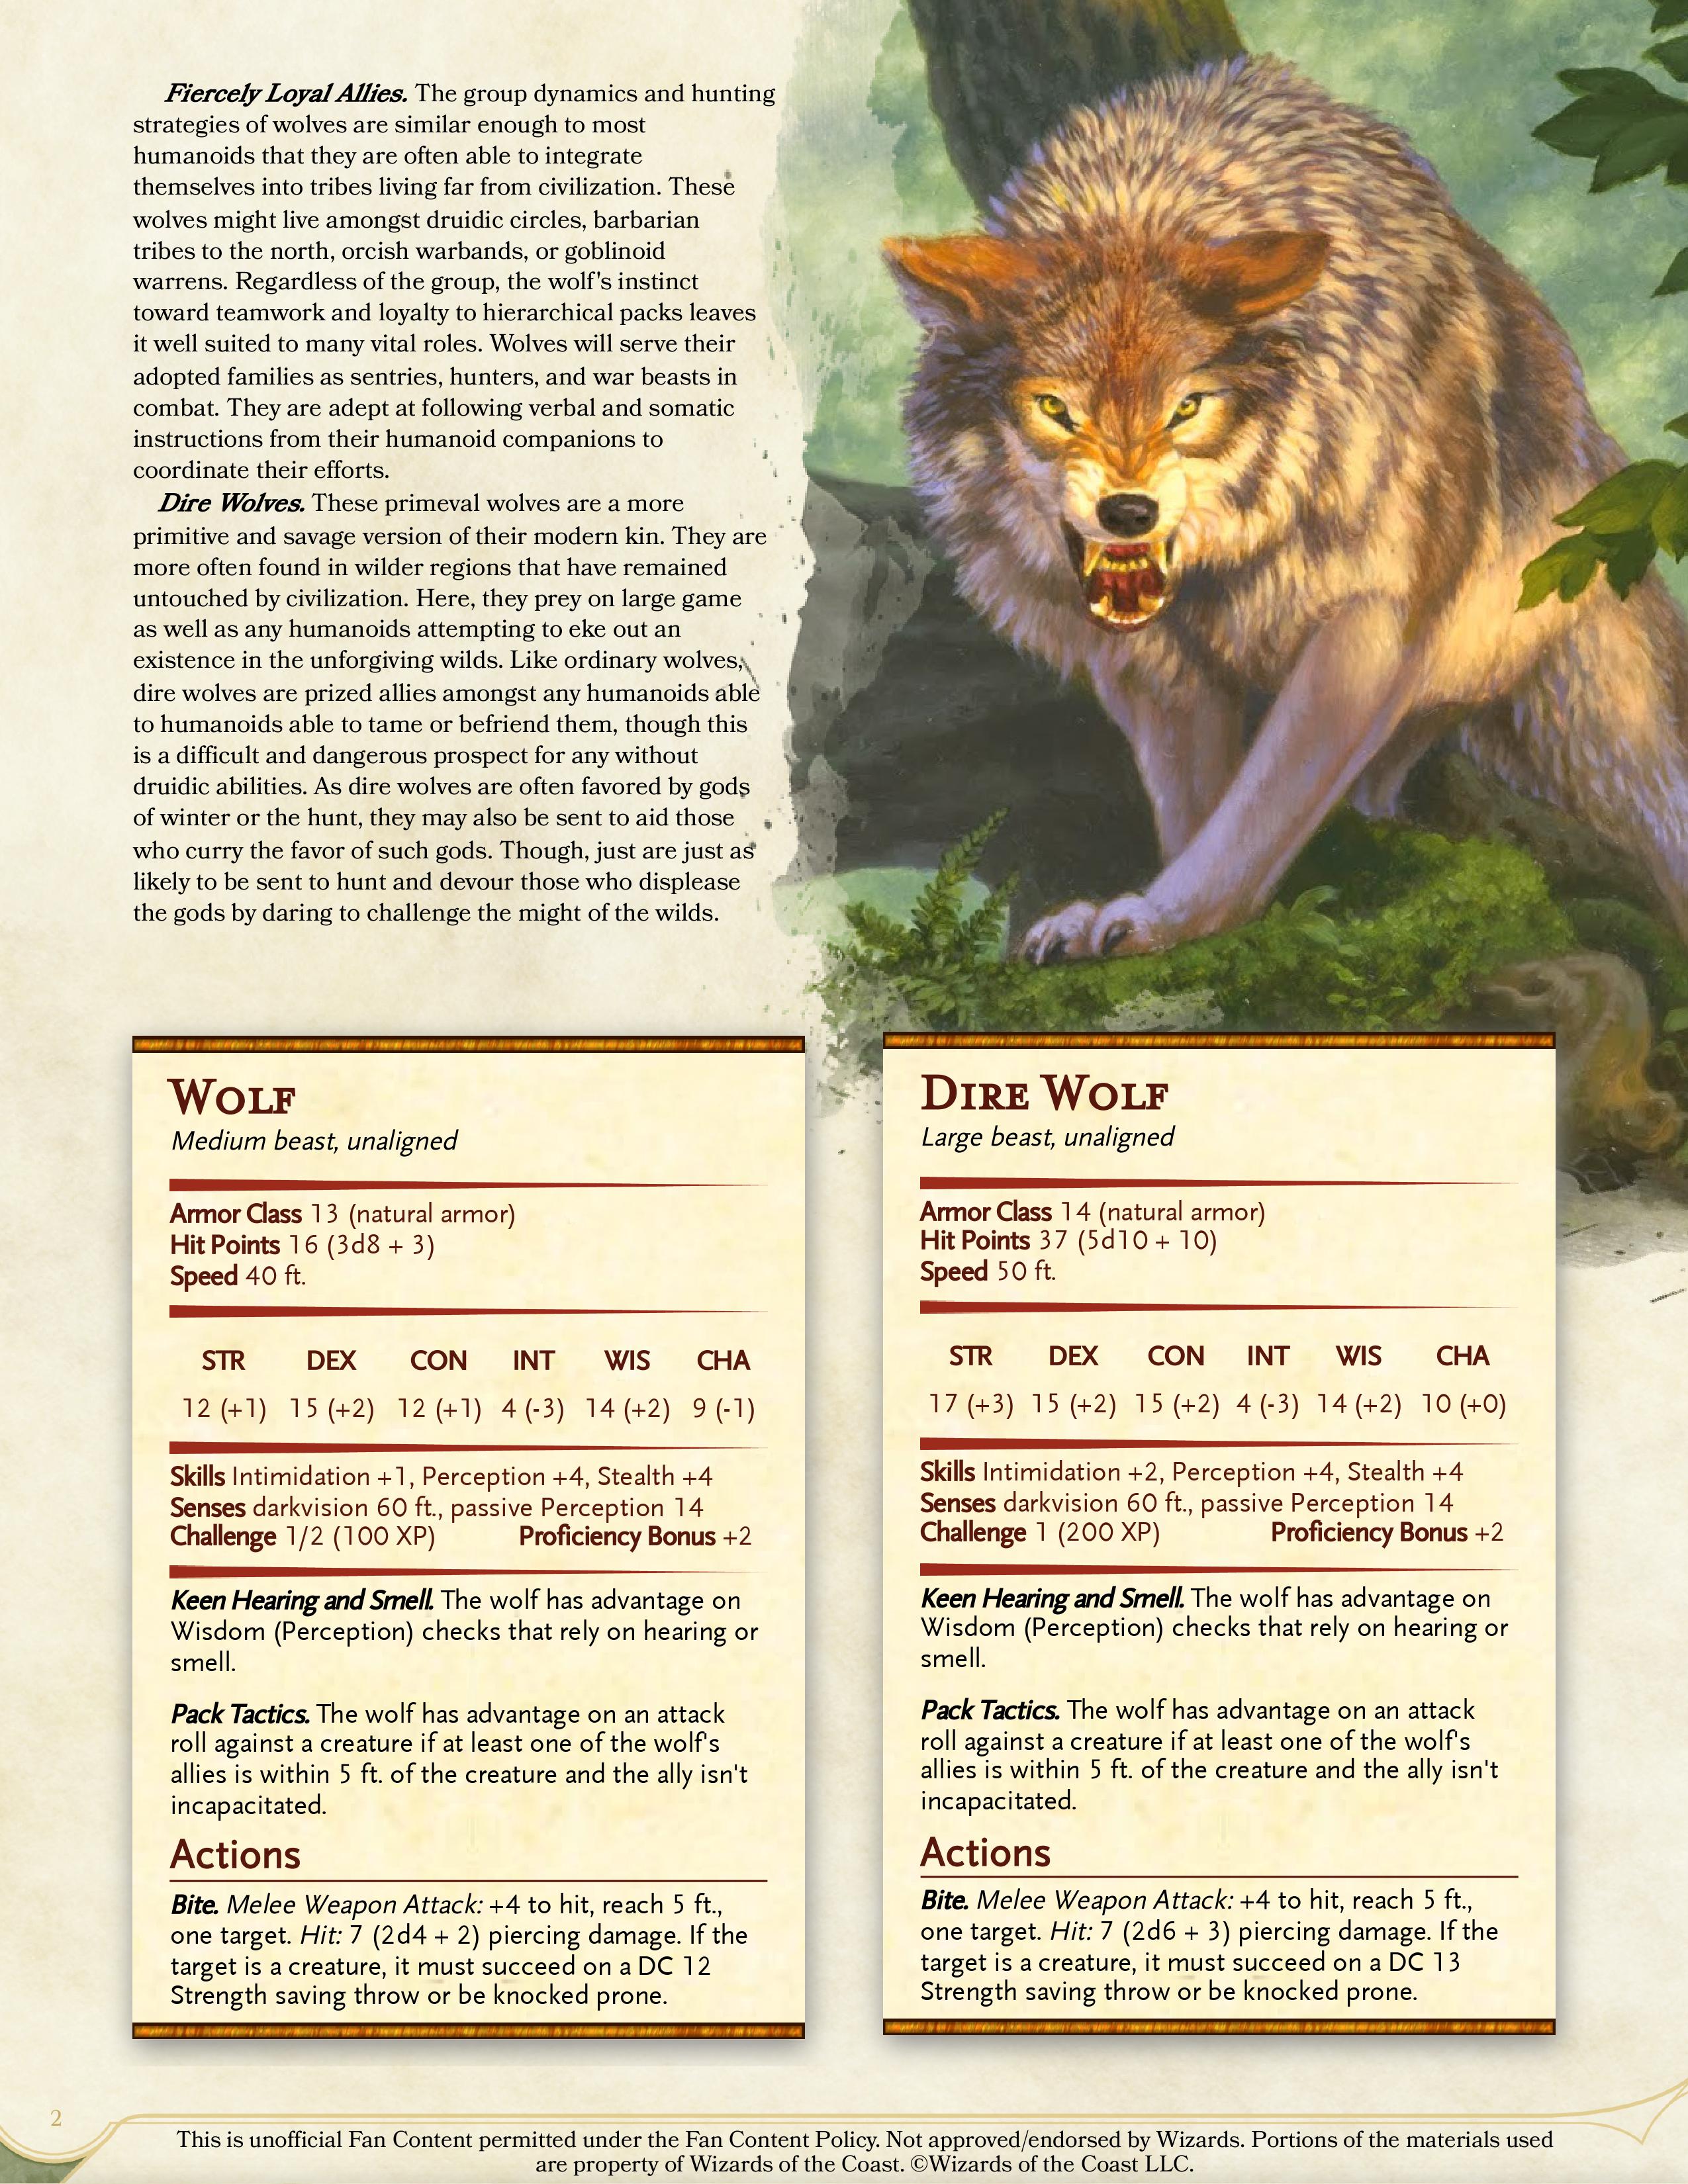 Fiercely Loyal Allies. The group dynamics and hunting
strategies of wolves are similar enough to most
humanoids that they are often able to integrate
themselves into tribes living far from civilization. These
wolves might live amongst druidic circles, barbarian
tribes to the north, orcish warbands, or goblinoid
warrens. Regardless of the group, the wolf's instinct
toward teamwork and loyalty to hierarchical packs leaves
it well suited to many vital roles. Wolves will serve their
adopted families as sentries, hunters, and war beasts in
combat. They are adept at following verbal and somatic
instructions from their humanoid companions to
coordinate their efforts.
Dire Wolves. These primeval wolves are a more
primitive and savage version of their modern kin. They are
more often found in wilder regions that have remained
untouched by civilization. Here, they prey on large game
as well as any humanoids attempting to eke out an
existence in the unforgiving wilds. Like ordinary wolves,
dire wolves are prized allies amongst any humanoids able
to humanoids able to tame or befriend them, though this
is a difficult and dangerous prospect for any without
druidic abilities. As dire wolves are often favored by gods
of winter or the hunt, they may also be sent to aid those
who curry the favor of such gods. Though, just are just as
likely to be sent to hunt and devour those who displease
the gods by daring to challenge the might of the wilds.
Wolf
Medium beast, unaligned
Armor Class 13 (natural armor)
Hit Points 16 (3d8 + 3)
Speed 40 ft.
STR DEX CON INT WIS CHA
12 (+1) 15 (+2) 12 (+1) 4 (-3) 14 (+2) 9 (-1)
Skills Intimidation +1, Perception +4, Stealth +4
Senses darkvision 60 ft., passive Perception 14
Challenge 1/2 (100 XP) Proficiency Bonus +2
Keen Hearing and Smell. The wolf has advantage on
Wisdom (Perception) checks that rely on hearing or
smell.
Pack Tactics. The wolf has advantage on an attack
roll against a creature if at least one of the wolf's
allies is within 5 ft. of the creature and the ally isn't
incapacitated.
Actions
Bite. Melee Weapon Attack: +4 to hit, reach 5 ft.,
one target. Hit: 7 (2d4 + 2) piercing damage. If the
target is a creature, it must succeed on a DC 12
Strength saving throw or be knocked prone.
Dire Wolf
Large beast, unaligned
Armor Class 14 (natural armor)
Hit Points 37 (5d10 + 10)
Speed 50 ft.
STR DEX CON INT WIS CHA
17 (+3) 15 (+2) 15 (+2) 4 (-3) 14 (+2) 10 (+0)
Skills Intimidation +2, Perception +4, Stealth +4
Senses darkvision 60 ft., passive Perception 14
Challenge 1 (200 XP) Proficiency Bonus +2
Keen Hearing and Smell. The wolf has advantage on
Wisdom (Perception) checks that rely on hearing or
smell.
Pack Tactics. The wolf has advantage on an attack
roll against a creature if at least one of the wolf's
allies is within 5 ft. of the creature and the ally isn't
incapacitated.
Actions
Bite. Melee Weapon Attack: +4 to hit, reach 5 ft.,
one target. Hit: 7 (2d6 + 3) piercing damage. If the
target is a creature, it must succeed on a DC 13
Strength saving throw or be knocked prone.
2
This is unofficial Fan Content permitted under the Fan Content Policy. Not approved/endorsed by Wizards. Portions of the materials used
are property of Wizards of the Coast. ©Wizards of the Coast LLC.